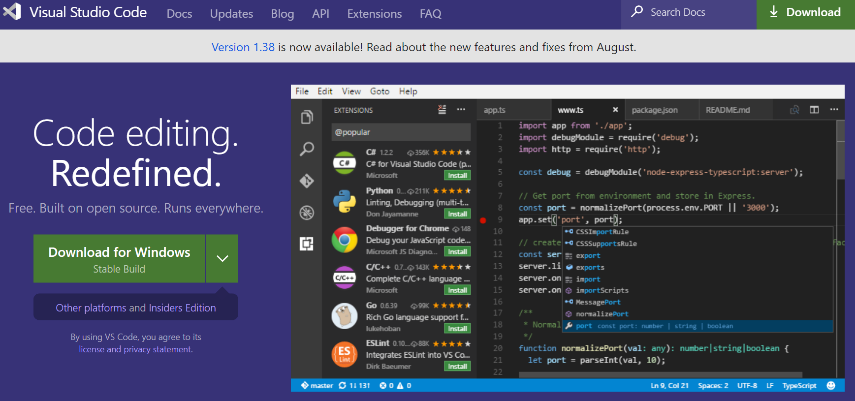 Visual Studio Code Docs Updates Blog API Extensions FAQ Search Docs Download
Version 1.38 is now available! Read about the new features and fixes from August.
Code editing.
Redefined.
Free. Built on open source. Runs everywhere.
Download for Windows
Stable Build
Other platforms and Insiders Edition
By using VS Code, you agree to its
license and privacy statement.
File Edit View Goto Help
EXTENSIONS
@popular
C# 1.2.2 358K
C# for Visual Studio Code (p...
Microsoft Install
Python 0.... 211K
Linting, Debugging (multi-t...
Don Jayamanne Install
Debugger for Chrome 148
Debug your JavaScript code...
Microsoft JS Diagno... Install
C/C++ 0.7... 143K
Complete C/C++ language ...
Microsoft Install
Go 0.6.39 99K
Rich Go language support f...
lukehoban Install
ESLint 0.10.... 88K
Integrates ESLint into VS Co...
Dirk Baeumer Install
app.ts www.ts package.json README.md
1 import app from './app';
2 import debugModule = require('debug');
3 import http = require('http');
4
5 const debug = debugModule('node-express-typescript:server');
6
7 // Get port from environment and store in Express.
8 const port = normalizePort(process.env.PORT || '3000');
9 app.set('port', port);
10
11 // create
12 const ser
13 server.li
14 server.on
15 server.on
16
17 /**
18 * Normal
19 */
20 function normalizePort(val: any): number|string|boolean {
21 let port = parseInt(val, 10);
22
CSSImportRule
CSSSupportsRule
export
exports
import
importScripts
MessagePort
normalizePort
port const port: number | string | boolean
master 1 131 0 0 Ln 9, Col 21 Spaces: 2 UTF-8 LF TypeScript